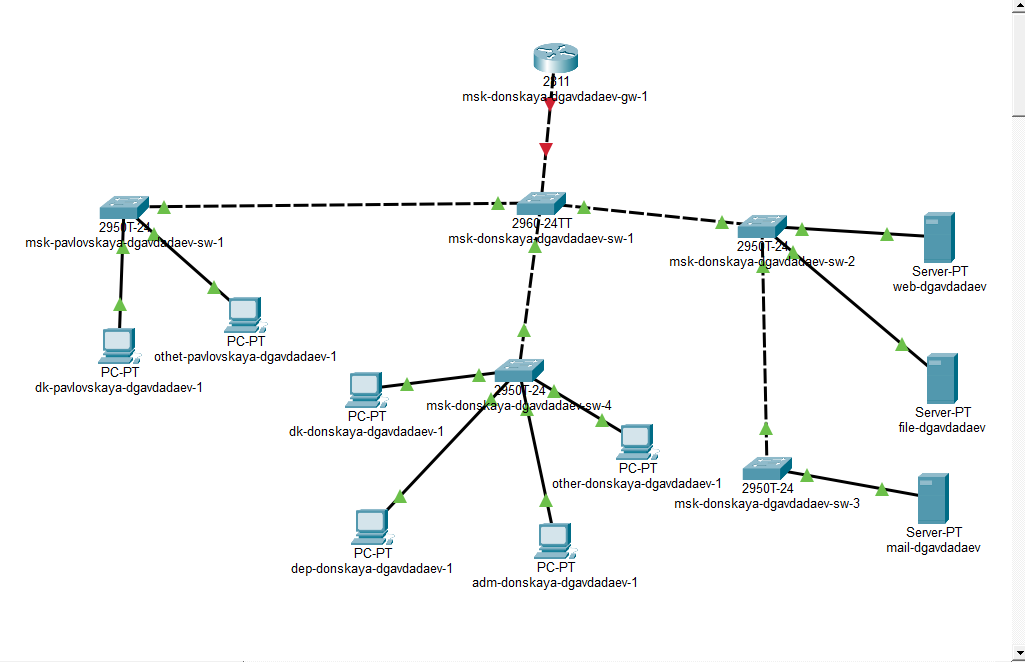 2811
msk-donskaya-dgavdadaev-gw-1
2950T-24
msk-pavlovskaya-dgavdadaev-sw-1
2960-24TT
msk-donskaya-dgavdadaev-sw-1
2950T-24
msk-donskaya-dgavdadaev-sw-2
Server-PT
web-dgavdadaev
PC-PT
othet-pavlovskaya-dgavdadaev-1
PC-PT
dk-pavlovskaya-dgavdadaev-1
2950T-24
msk-donskaya-dgavdadaev-sw-4
PC-PT
dk-donskaya-dgavdadaev-1
Server-PT
file-dgavdadaev
PC-PT
other-donskaya-dgavdadaev-1
2950T-24
msk-donskaya-dgavdadaev-sw-3
Server-PT
mail-dgavdadaev
PC-PT
dep-donskaya-dgavdadaev-1
PC-PT
adm-donskaya-dgavdadaev-1